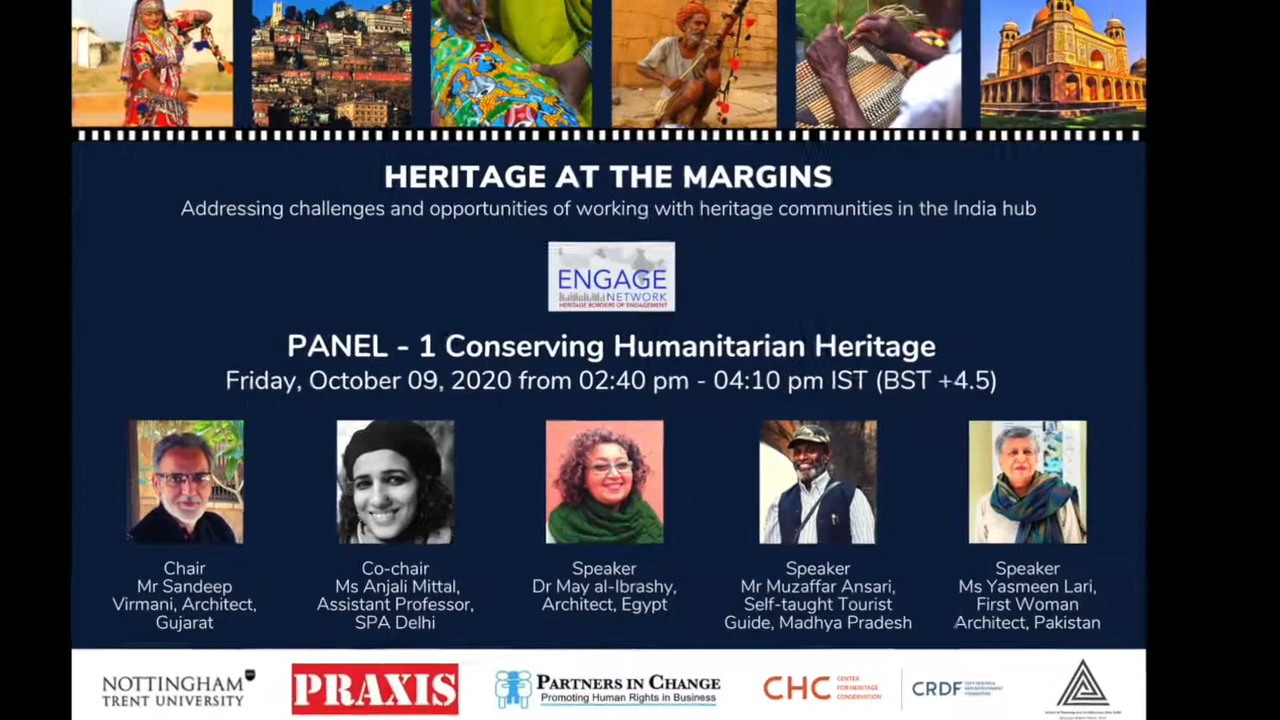 HERITAGE AT THE MARGINS
Addressing challenges and opportunities of working with heritage communities in the India hub
ENGAGE
NETWORK
HERITAGE BORDERS OF ENGAGEMENT
PANEL - 1 Conserving Humanitarian Heritage
Friday, October 09, 2020 from 02:40 pm - 04:10 pm IST (BST +4.5)
Chair
Mr Sandeep
Virmani, Architect,
Gujarat
Co-chair
Ms Anjali Mittal,
Assistant Professor,
SPA Delhi
Speaker
Dr May al-Ibrashy,
Architect, Egypt
Speaker
Mr Muzaffar Ansari,
Self-taught Tourist
Guide, Madhya Pradesh
Speaker
Ms Yasmeen Lari,
First Woman
Architect, Pakistan
NOTTINGHAM
TRENT UNIVERSITY
PRAXIS
PARTNERS IN CHANGE
Promoting Human Rights in Business
CHC
CENTER
FOR HERITAGE
CONSERVATION
CRDF